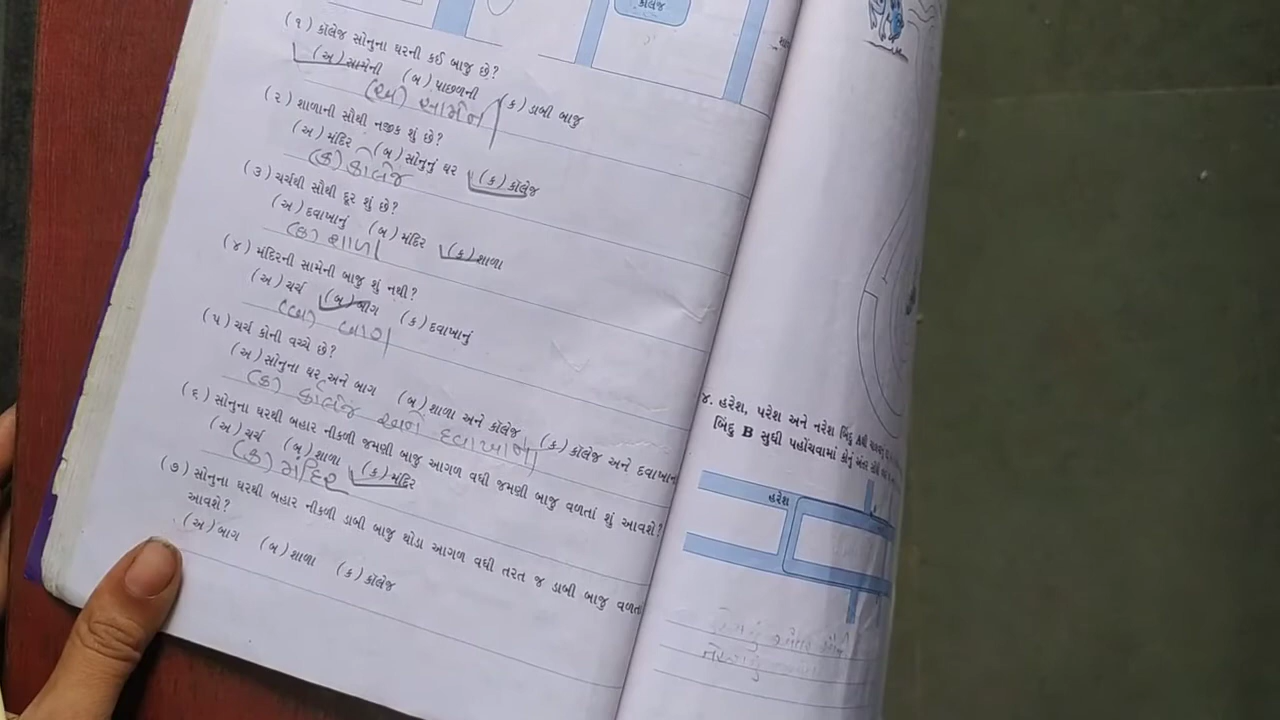 કૉલેજ
(૧) કૉલેજ સોનુના ઘરની કઈ બાજુ છે?
(અ) સામેની (બ) પાછળની (ક) ડાબી બાજુ
(અ) સામેની
(૨) શાળાની સૌથી નજીક શું છે?
(અ) મંદિર (બ) સોનુનું ઘર (ક) કૉલેજ
(ક) કોલેજ
(૩) ચર્ચથી સૌથી દૂર શું છે?
(અ) દવાખાનું (બ) મંદિર (ક) શાળા
(ક) શાળા
(૪) મંદિરની સામેની બાજુ શું નથી?
(અ) ચર્ચ (બ) બાગ (ક) દવાખાનું
(બ) બાગ
(૫) ચર્ચ કોની વચ્ચે છે?
(અ) સોનુના ઘર અને બાગ (બ) શાળા અને કૉલેજ (ક) કૉલેજ અને દવાખાન
(ક) કોલેજ અને દવાખાના
(૬) સોનુના ઘરથી બહાર નીકળી જમણી બાજુ આગળ વધી જમણી બાજુ વળતાં શું આવશે?
(અ) ચર્ચ (બ) શાળા (ક) મંદિર
(ક) મંદિર
(૭) સોનુના ઘરથી બહાર નીકળી ડાબી બાજુ થોડા આગળ વધી તરત જ ડાબી બાજુ વળતા
આવશે?
(અ) બાગ (બ) શાળા (ક) કૉલેજ
૪. હરેશ, પરેશ અને નરેશ બિંદુ Aથી
બિંદુ B સુધી પહોંચવામાં કોનું અંતર
હરેશ